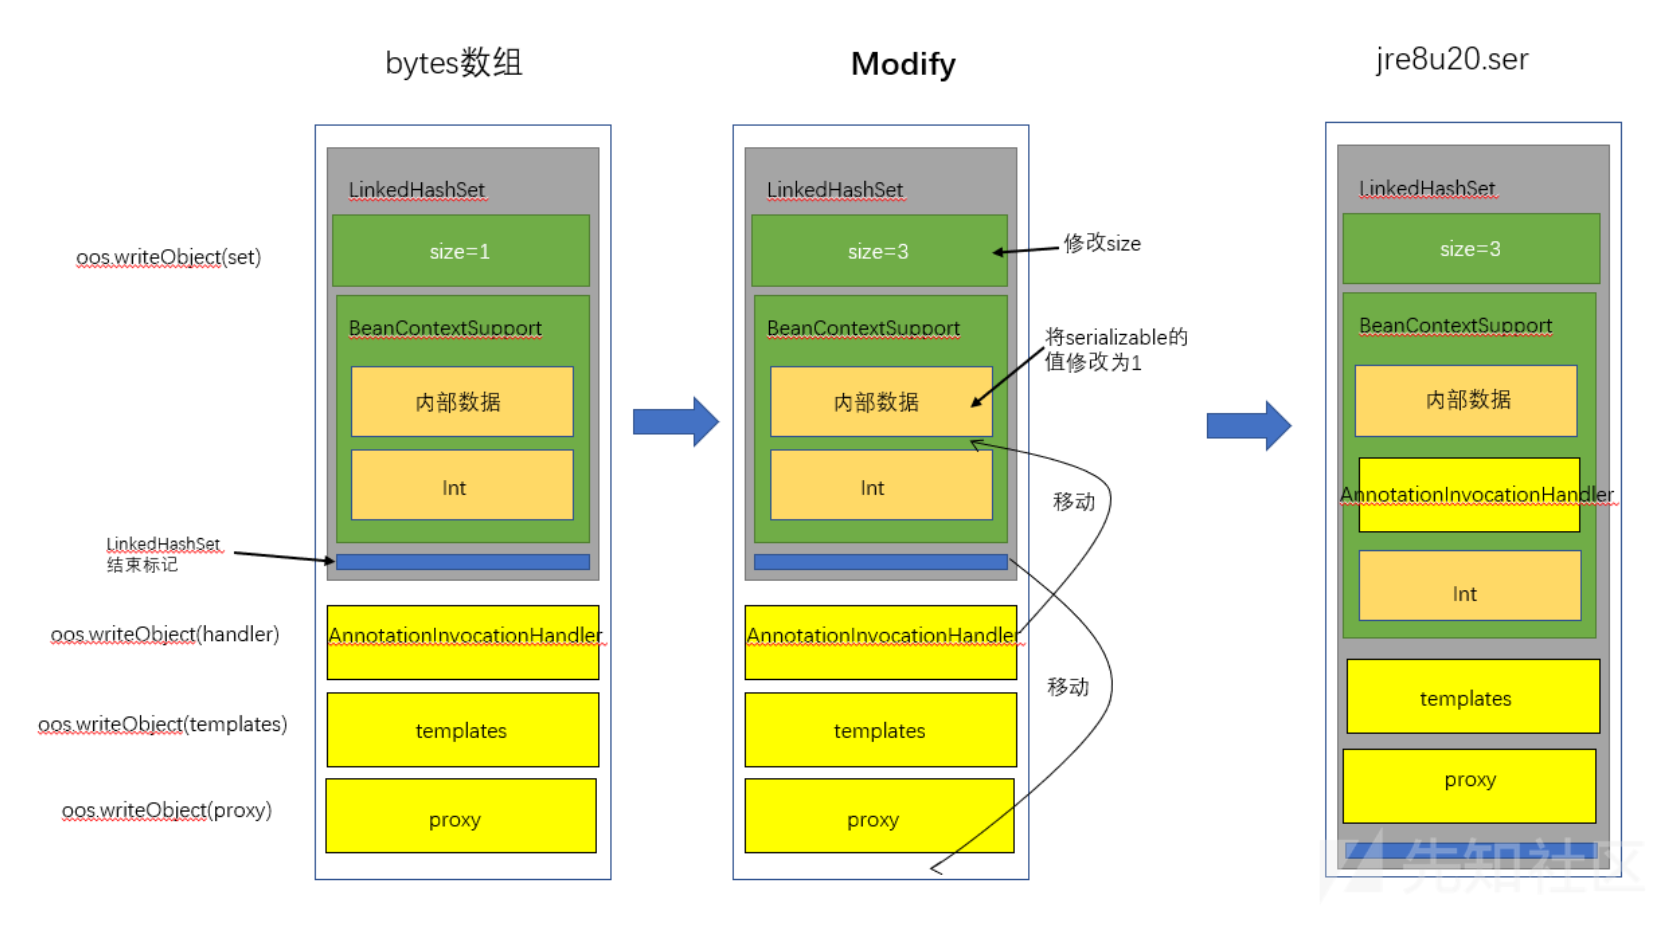 bytes数组
Modify
jre8u20.ser
LinkedHashSet
size=1
BeanContextSupport
内部数据
Int
oos.writeObject(set)
LinkedHashSet
结束标记
oos.writeObject(handler)
AnnotationInvocationHandler
oos.writeObject(templates)
templates
oos.writeObject(proxy)
proxy
LinkedHashSet
size=3
修改size
BeanContextSupport
将serializable的
值修改为1
内部数据
Int
移动
AnnotationInvocationHandler
移动
templates
proxy
LinkedHashSet
size=3
BeanContextSupport
内部数据
AnnotationInvocationHandler
Int
templates
proxy
先知社区